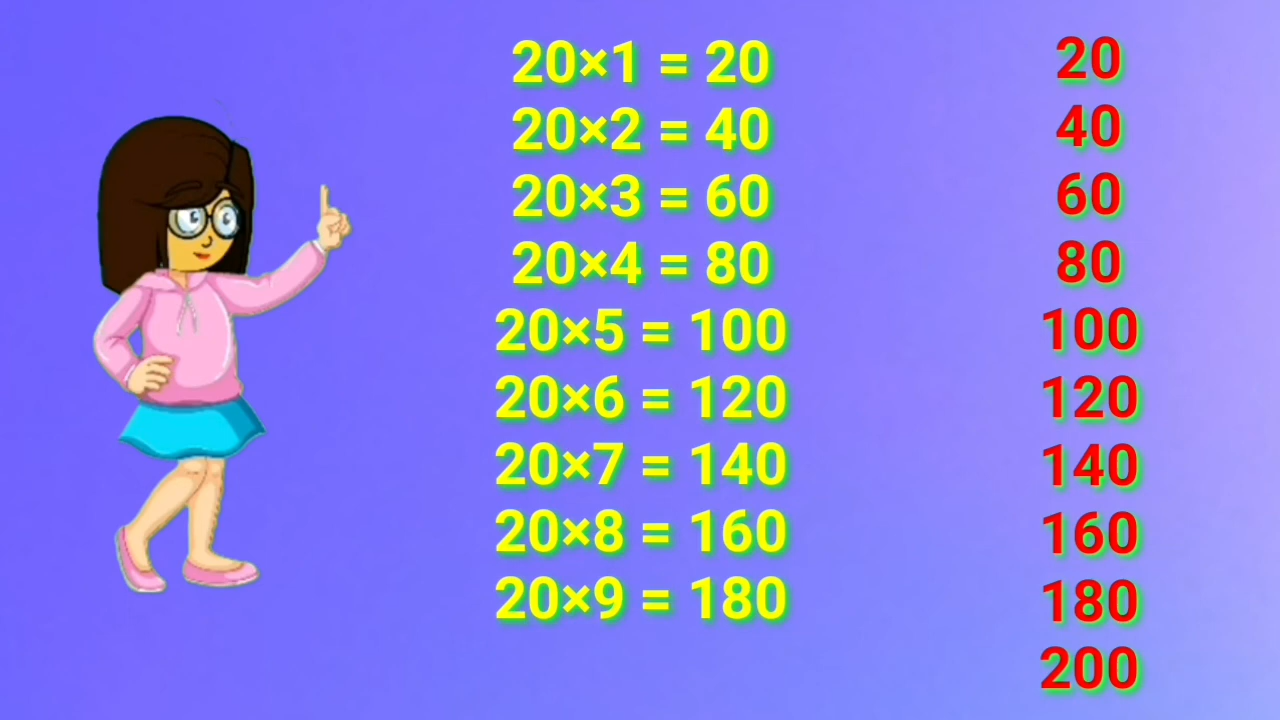 20×1 = 20
20×2 = 40
20×3 = 60
20×4 = 80
20×5 = 100
20×6 = 120
20×7 = 140
20×8 = 160
20×9 = 180
20
40
60
80
100
120
140
160
180
200